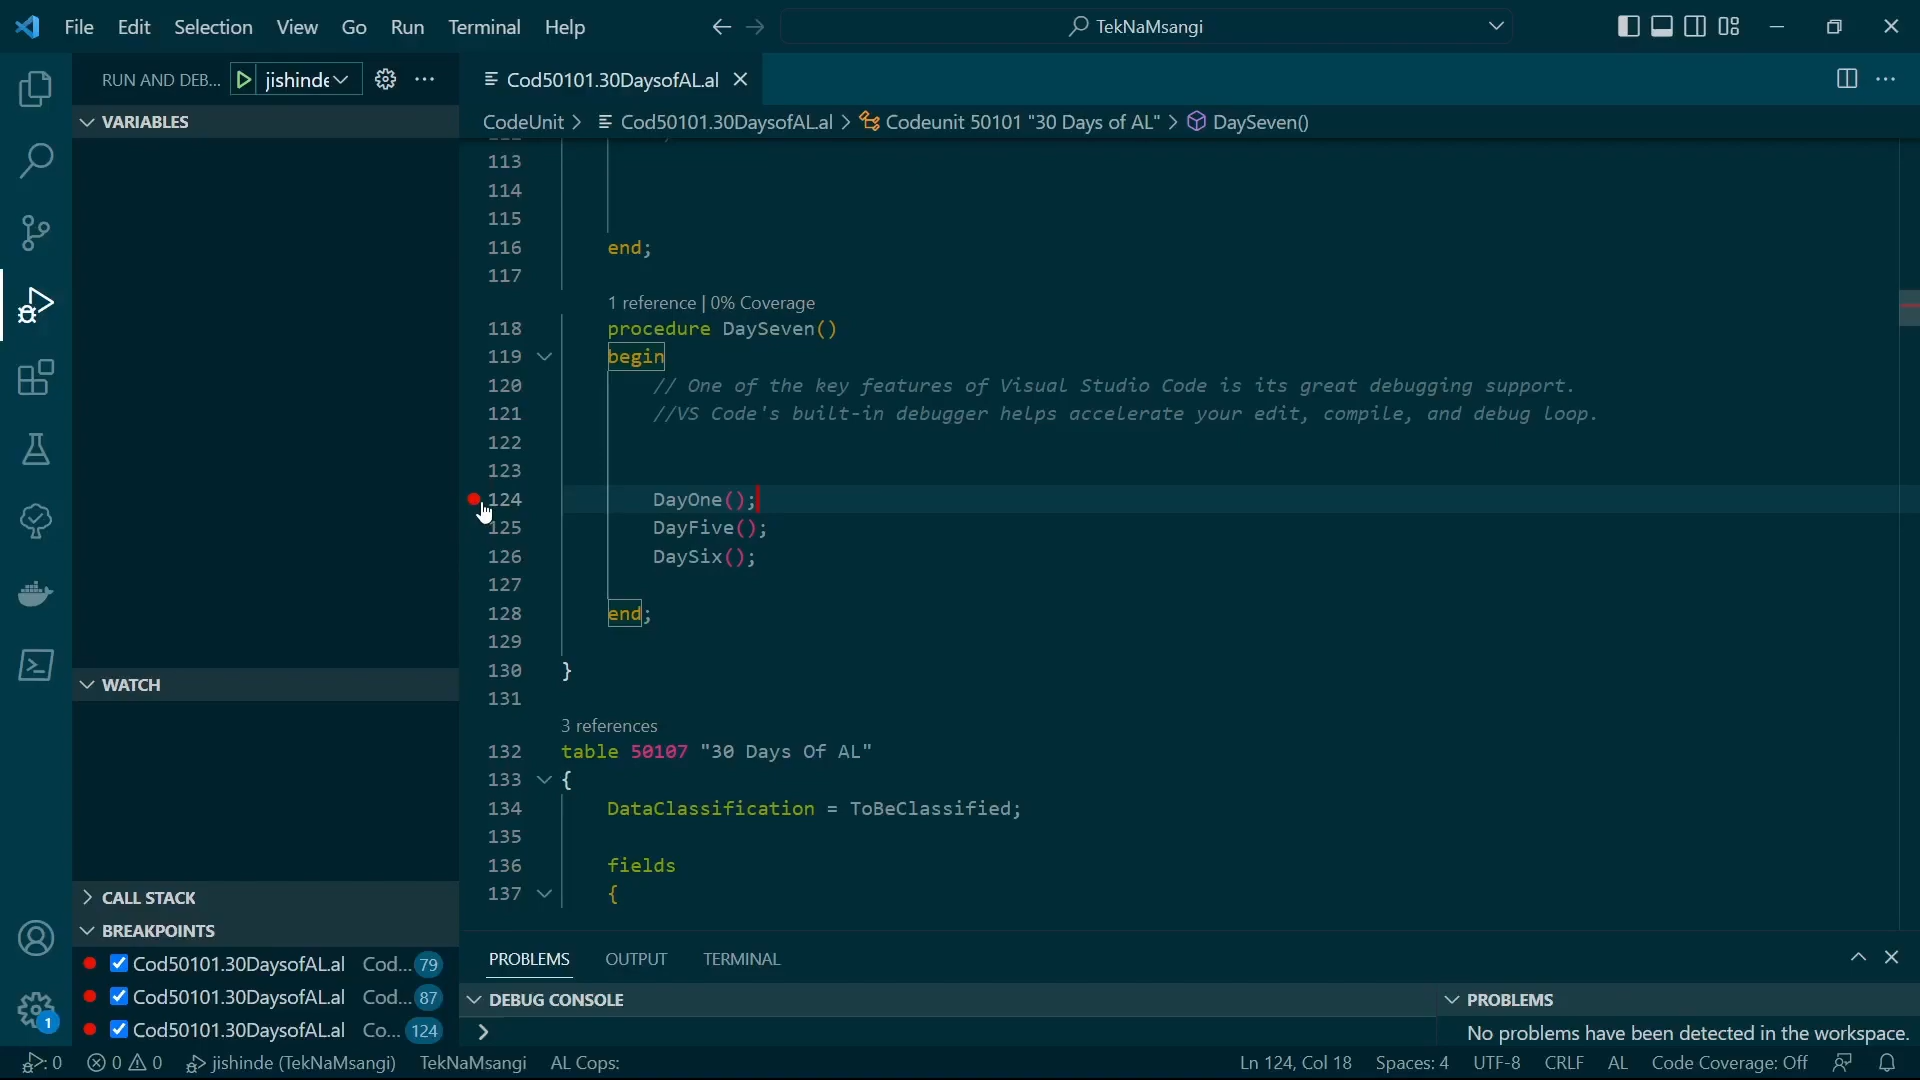 File Edit Selection View Go Run Terminal Help TekNaMsangi
RUN AND DEB... jishinde Cod50101.30DaysofAL.al
VARIABLES
CodeUnit > Cod50101.30DaysofAL.al > Codeunit 50101 "30 Days of AL" > DaySeven()
113
114
115
116 end;
117
1 reference | 0% Coverage
118 procedure DaySeven()
119 begin
120 // One of the key features of Visual Studio Code is its great debugging support.
121 //VS Code's built-in debugger helps accelerate your edit, compile, and debug loop.
122
123
124 DayOne();
125 DayFive();
126 DaySix();
127
128 end;
129
130 }
131
WATCH
3 references
132 table 50107 "30 Days Of AL"
133 {
134 DataClassification = ToBeClassified;
135
136 fields
137 {
CALL STACK
BREAKPOINTS
Cod50101.30DaysofAL.al Cod... 79
Cod50101.30DaysofAL.al Cod... 87
Cod50101.30DaysofAL.al Co... 124
PROBLEMS OUTPUT TERMINAL
DEBUG CONSOLE
PROBLEMS
No problems have been detected in the workspace.
1
0 0 0 jishinde (TekNaMsangi) TekNaMsangi AL Cops: Ln 124, Col 18 Spaces: 4 UTF-8 CRLF AL Code Coverage: Off